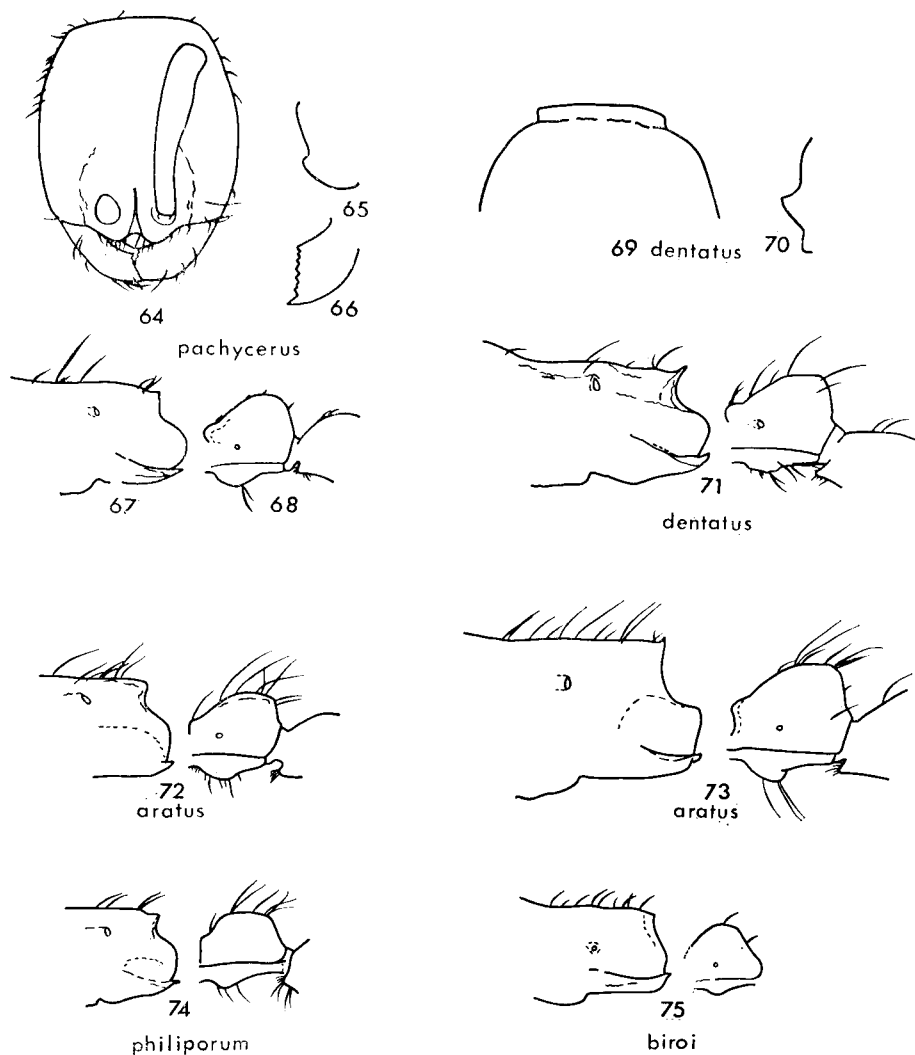 65
66
64
pachycerus
67
68
69 dentatus
70
71
dentatus
72
aratus
73
aratus
74
philiporum
75
biroi